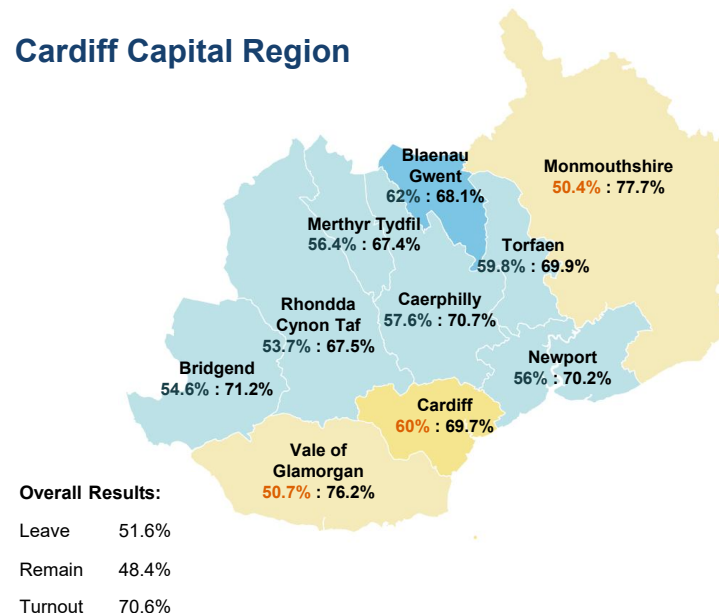 Cardiff Capital Region
Blaenau
Gwent
62% : 68.1%
Monmouthshire
50.4% : 77.7%
Merthyr Tydfil
56.4% : 67.4%
Torfaen
59.8% : 69.9%
Rhondda
Cynon Taf
53.7% : 67.5%
Caerphilly
57.6% : 70.7%
Bridgend
54.6% : 71.2%
Newport
56% : 70.2%
Cardiff
60% : 69.7%
Vale of
Glamorgan
50.7% : 76.2%
Overall Results:
Leave 51.6%
Remain 48.4%
Turnout 70.6%